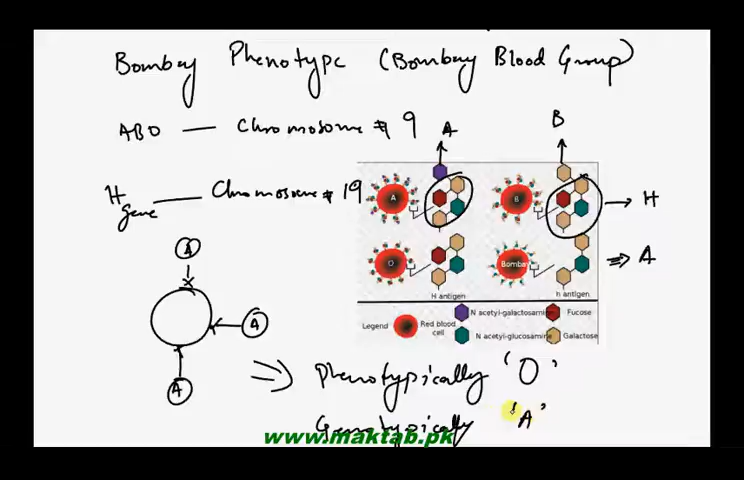 Bombay Phenotype (Bombay Blood Group)
ABO — Chromosome # 9
A
B
H gene — Chromosome # 19
A
B
→ H
O
Bombay
⇒ A
H antigen
h antigen
Legend
Red blood cell
N acetyl-galactosamine
Fucose
N acetyl-glucosamine
Galactose
A
A
A
⇒ Phenotypically 'O'
Genotypically 'A'
www.maktab.pk